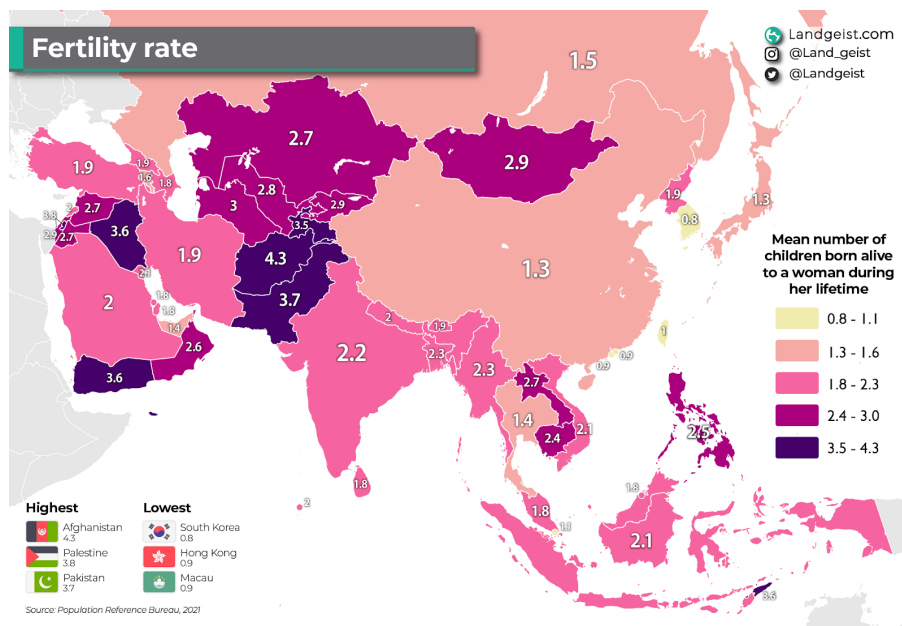 Fertility rate
Landgeist.com
@Land_geist
@Landgeist
1.5
2.7
2.9
1.9
1.9
1.6
1.8
2.8
3
2.9
3.5
1.9
0.8
1.3
2
2.7
3.8
2.9
2.7
3.6
1.9
4.3
3.7
1.3
2.1
2
1.8
1.8
1.4
2.6
3.6
2
1.9
2.2
2.3
2.3
1
0.9
0.9
2.7
1.4
2.4
2.1
2.5
1.8
2
1.8
1.8
1.1
2.1
3.6
Mean number of
children born alive
to a woman during
her lifetime
0.8 - 1.1
1.3 - 1.6
1.8 - 2.3
2.4 - 3.0
3.5 - 4.3
Highest
Afghanistan
4.3
Palestine
3.8
Pakistan
3.7
Lowest
South Korea
0.8
Hong Kong
0.9
Macau
0.9
Source: Population Reference Bureau, 2021